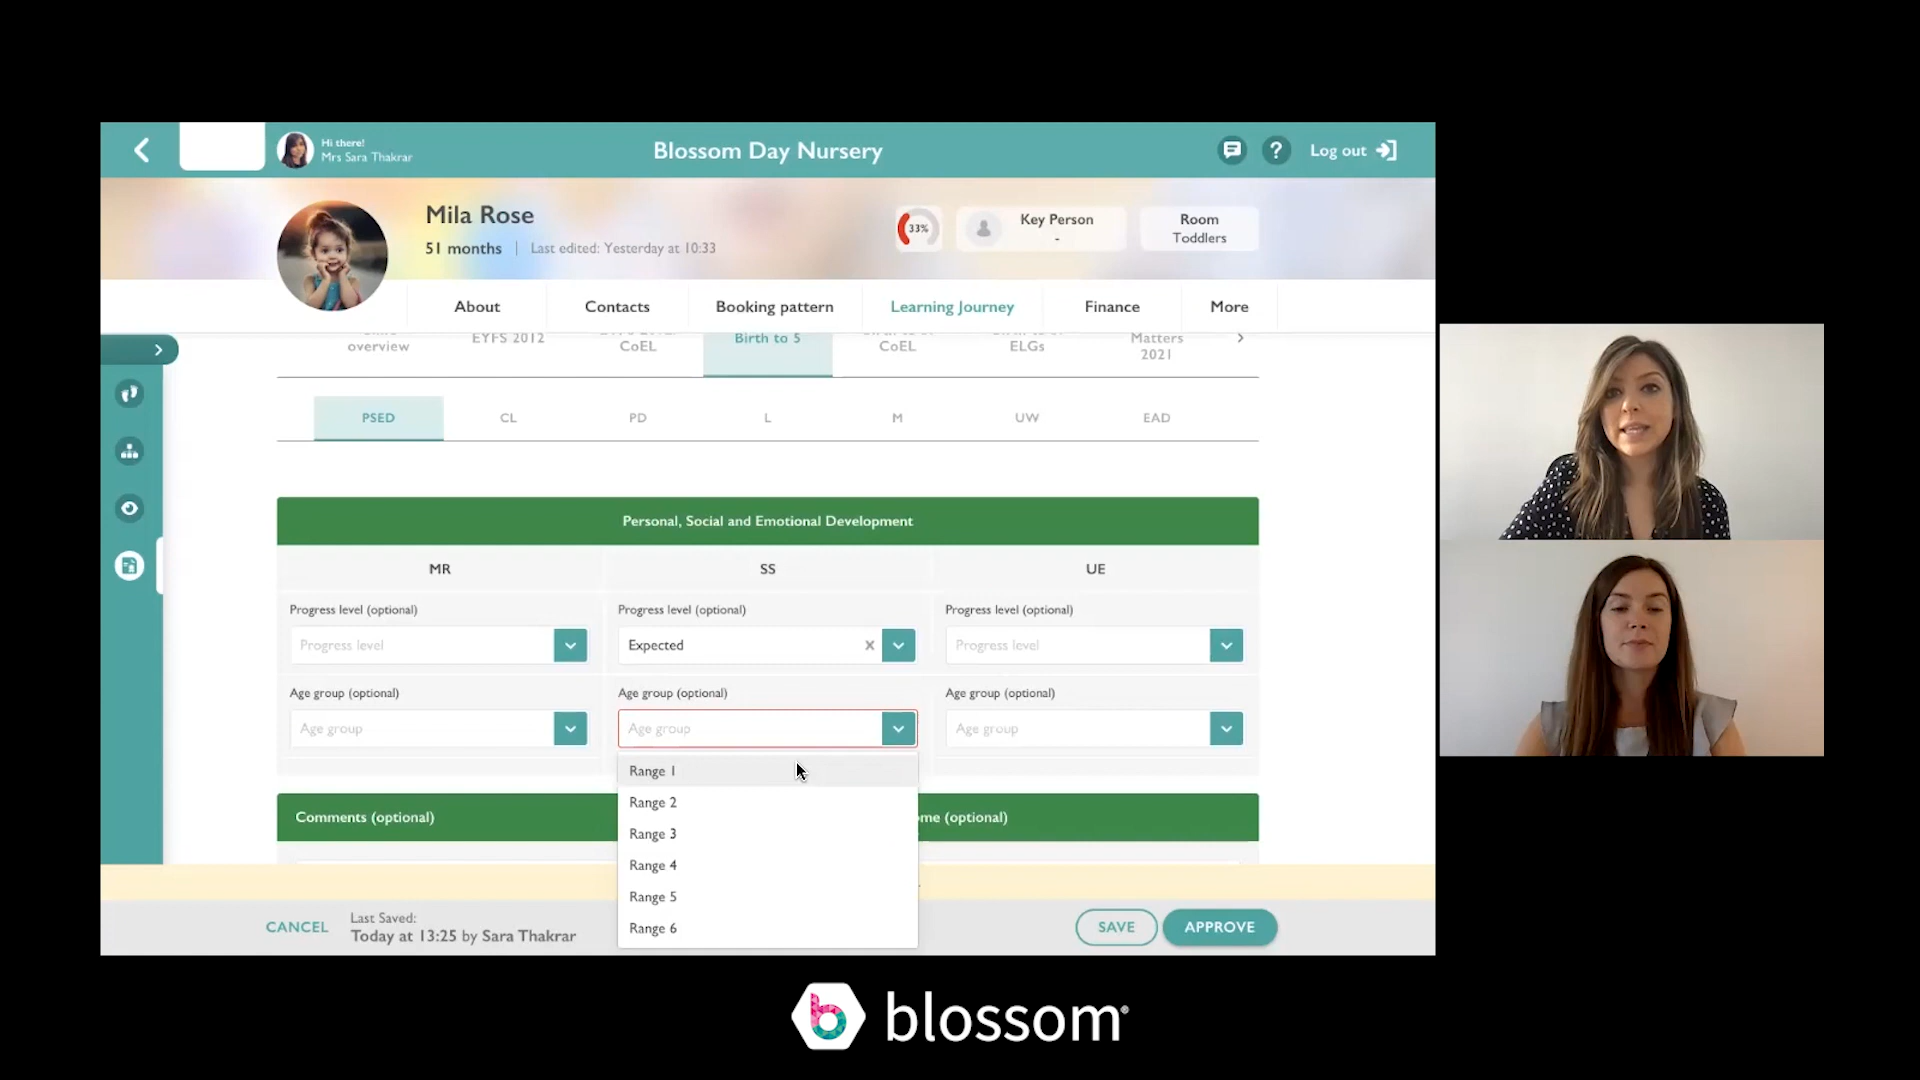 Hi there!
Mrs Sara Thakrar
Blossom Day Nursery
?
Log out
Mila Rose
51 months
Last edited: Yesterday at 10:33
33%
Key Person
-
Room
Toddlers
About
Contacts
Booking pattern
Learning Journey
Finance
More
overview
EYFS 2012
CoEL
Birth to 5
CoEL
ELGs
Matters
2021
PSED
CL
PD
L
M
UW
EAD
Personal, Social and Emotional Development
MR
SS
UE
Progress level (optional)
Progress level (optional)
Progress level (optional)
Progress level
Expected
x
Progress level
Age group (optional)
Age group (optional)
Age group (optional)
Age group
Age group
Age group
Range 1
Range 2
Range 3
Range 4
Range 5
Range 6
Comments (optional)
me (optional)
CANCEL
Last Saved:
Today at 13:25 by Sara Thakrar
SAVE
APPROVE
b blossom®